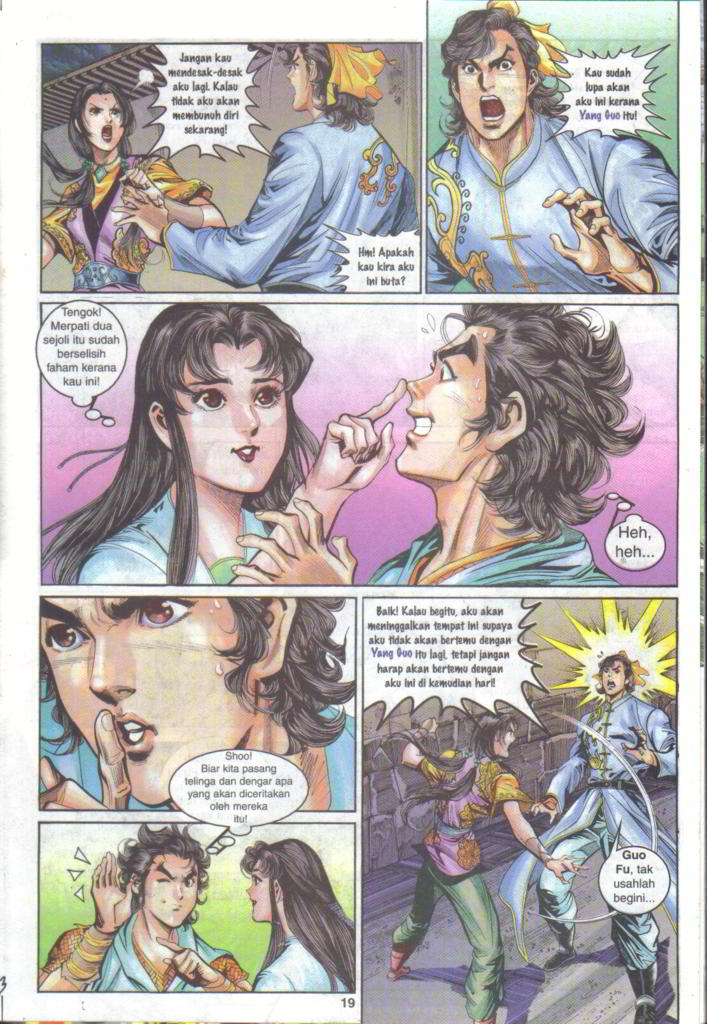 Jangan kau
mendesak-desak
aku lagi. Kalau
tidak aku akan
membunuh diri
sekarang!
Hm! Apakah
kau kira aku
ini buta?
Kau sudah
lupa akan
aku ini kerana
Yang Guo itu!
Tengok!
Merpati dua
sejoli itu sudah
berselisih
faham kerana
kau ini!
Heh,
heh...
Shoo!
Biar kita pasang
telinga dan dengar apa
yang akan diceritakan
oleh mereka
itu!
Baik! Kalau begitu, aku akan
meninggalkan tempat ini supaya
aku tidak akan bertemu dengan
Yang Guo itu lagi, tetapi jangan
harap akan bertemu dengan
aku ini di kemudian hari!
Guo
Fu, tak
usahlah
begini...
19
3